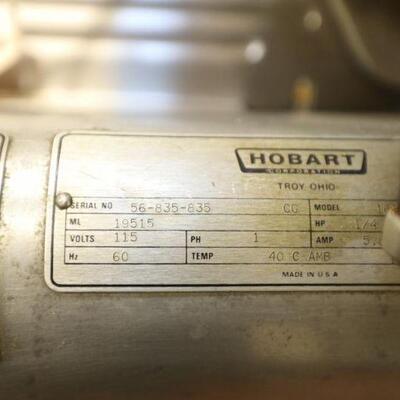 HOBART
CORPORATION
TROY OHIO
SERIAL NO 56-835-835 CG MODEL
ML 19515 HP 1/4
VOLTS 115 PH 1 AMP 5.
Hz 60 TEMP 40 C AMB
MADE IN U S A